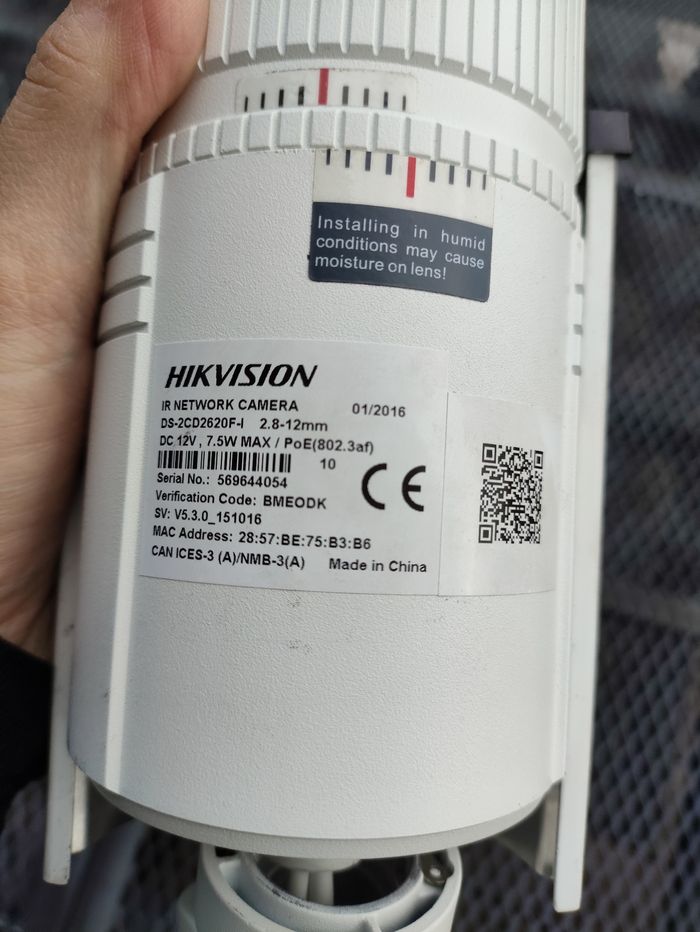 Installing in humid
conditions may cause
moisture on lens!
HIKVISION
IR NETWORK CAMERA 01/2016
DS-2CD2620F-I 2.8-12mm
DC 12V , 7.5W MAX / PoE(802.3af)
10
Serial No.: 569644054
Verification Code: BMEODK
SV: V5.3.0_151016
MAC Address: 28:57:BE:75:B3:B6
CAN ICES-3 (A)/NMB-3(A) Made in China
CE